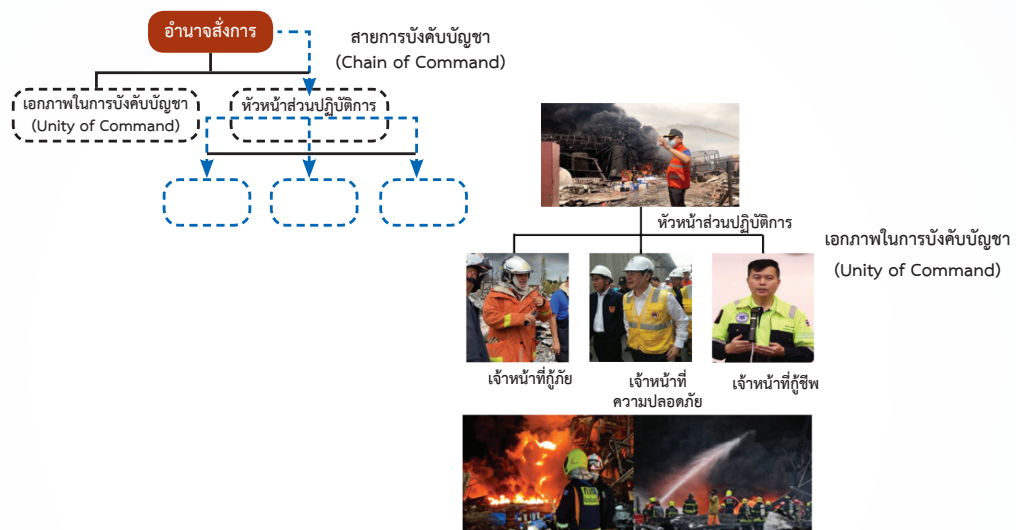 อำนาจสั่งการ
สายการบังคับบัญชา
(Chain of Command)
เอกภาพในการบังคับบัญชา
(Unity of Command)
หัวหน้าส่วนปฏิบัติการ
หัวหน้าส่วนปฏิบัติการ
เอกภาพในการบังคับบัญชา
(Unity of Command)
เจ้าหน้าที่กู้ภัย
เจ้าหน้าที่
ความปลอดภัย
เจ้าหน้าที่กู้ชีพ